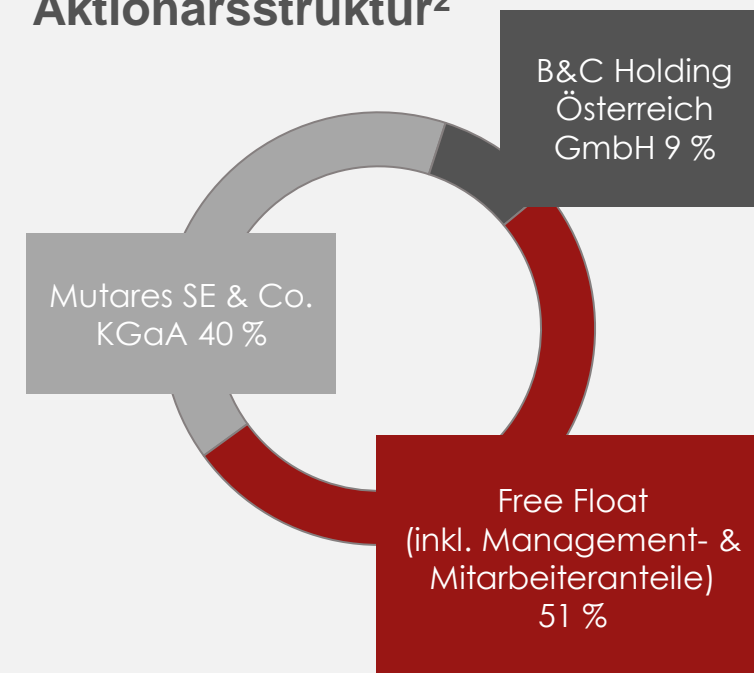 Aktionärsstruktur²
B&C Holding
Österreich
GmbH 9 %
Mutares SE & Co.
KGaA 40 %
Free Float
(inkl. Management- &
Mitarbeiteranteile)
51 %